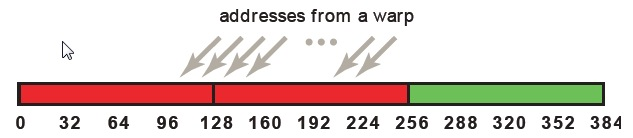 addresses from a warp
0 32 64 96 128 160 192 224 256 288 320 352 384